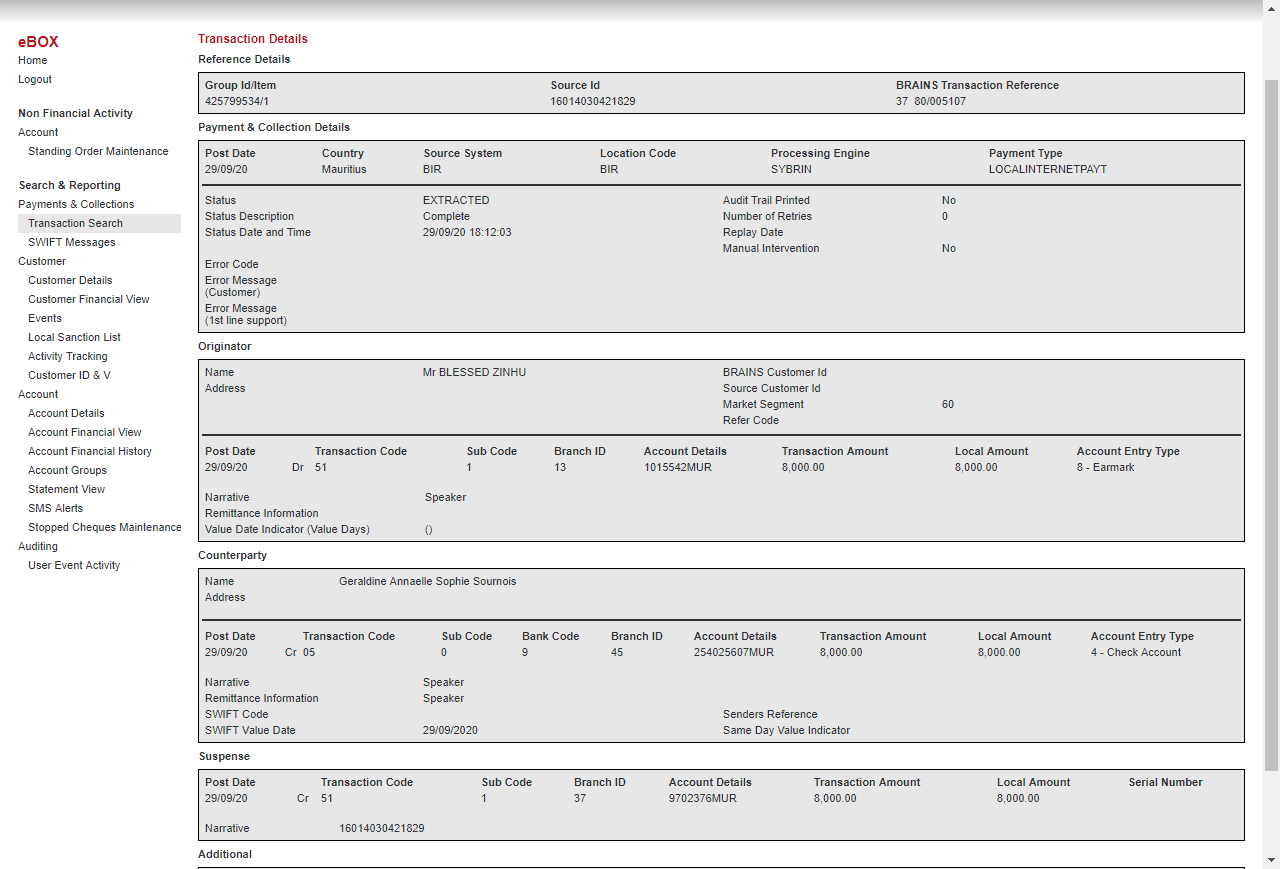 eBOX
Home
Logout
Non Financial Activity
Account
Standing Order Maintenance
Search & Reporting
Payments & Collections
Transaction Search
SWIFT Messages
Customer
Customer Details
Customer Financial View
Events
Local Sanction List
Activity Tracking
Customer ID & V
Account
Account Details
Account Financial View
Account Financial History
Account Groups
Statement View
SMS Alerts
Stopped Cheques Maintenance
Auditing
User Event Activity
Transaction Details
Reference Details
Group Id/Item Source Id BRAINS Transaction Reference
425799534/1 16014030421829 37 80/005107
Payment & Collection Details
Post Date Country Source System Location Code Processing Engine Payment Type
29/09/20 Mauritius BIR BIR SYBRIN LOCALINTERNETPAYT
Status EXTRACTED Audit Trail Printed No
Status Description Complete Number of Retries 0
Status Date and Time 29/09/20 18:12:03 Replay Date
Manual Intervention No
Error Code
Error Message
(Customer)
Error Message
(1st line support)
Originator
Name Mr BLESSED ZINHU BRAINS Customer Id
Address Source Customer Id
Market Segment 60
Refer Code
Post Date Transaction Code Sub Code Branch ID Account Details Transaction Amount Local Amount Account Entry Type
29/09/20 Dr 51 1 13 1015542MUR 8,000.00 8,000.00 8 - Earmark
Narrative Speaker
Remittance Information
Value Date Indicator (Value Days) ()
Counterparty
Name Geraldine Annaelle Sophie Sournois
Address
Post Date Transaction Code Sub Code Bank Code Branch ID Account Details Transaction Amount Local Amount Account Entry Type
29/09/20 Cr 05 0 9 45 254025607MUR 8,000.00 8,000.00 4 - Check Account
Narrative Speaker
Remittance Information Speaker
SWIFT Code Senders Reference
SWIFT Value Date 29/09/2020 Same Day Value Indicator
Suspense
Post Date Transaction Code Sub Code Branch ID Account Details Transaction Amount Local Amount Serial Number
29/09/20 Cr 51 1 37 9702376MUR 8,000.00 8,000.00
Narrative 16014030421829
Additional